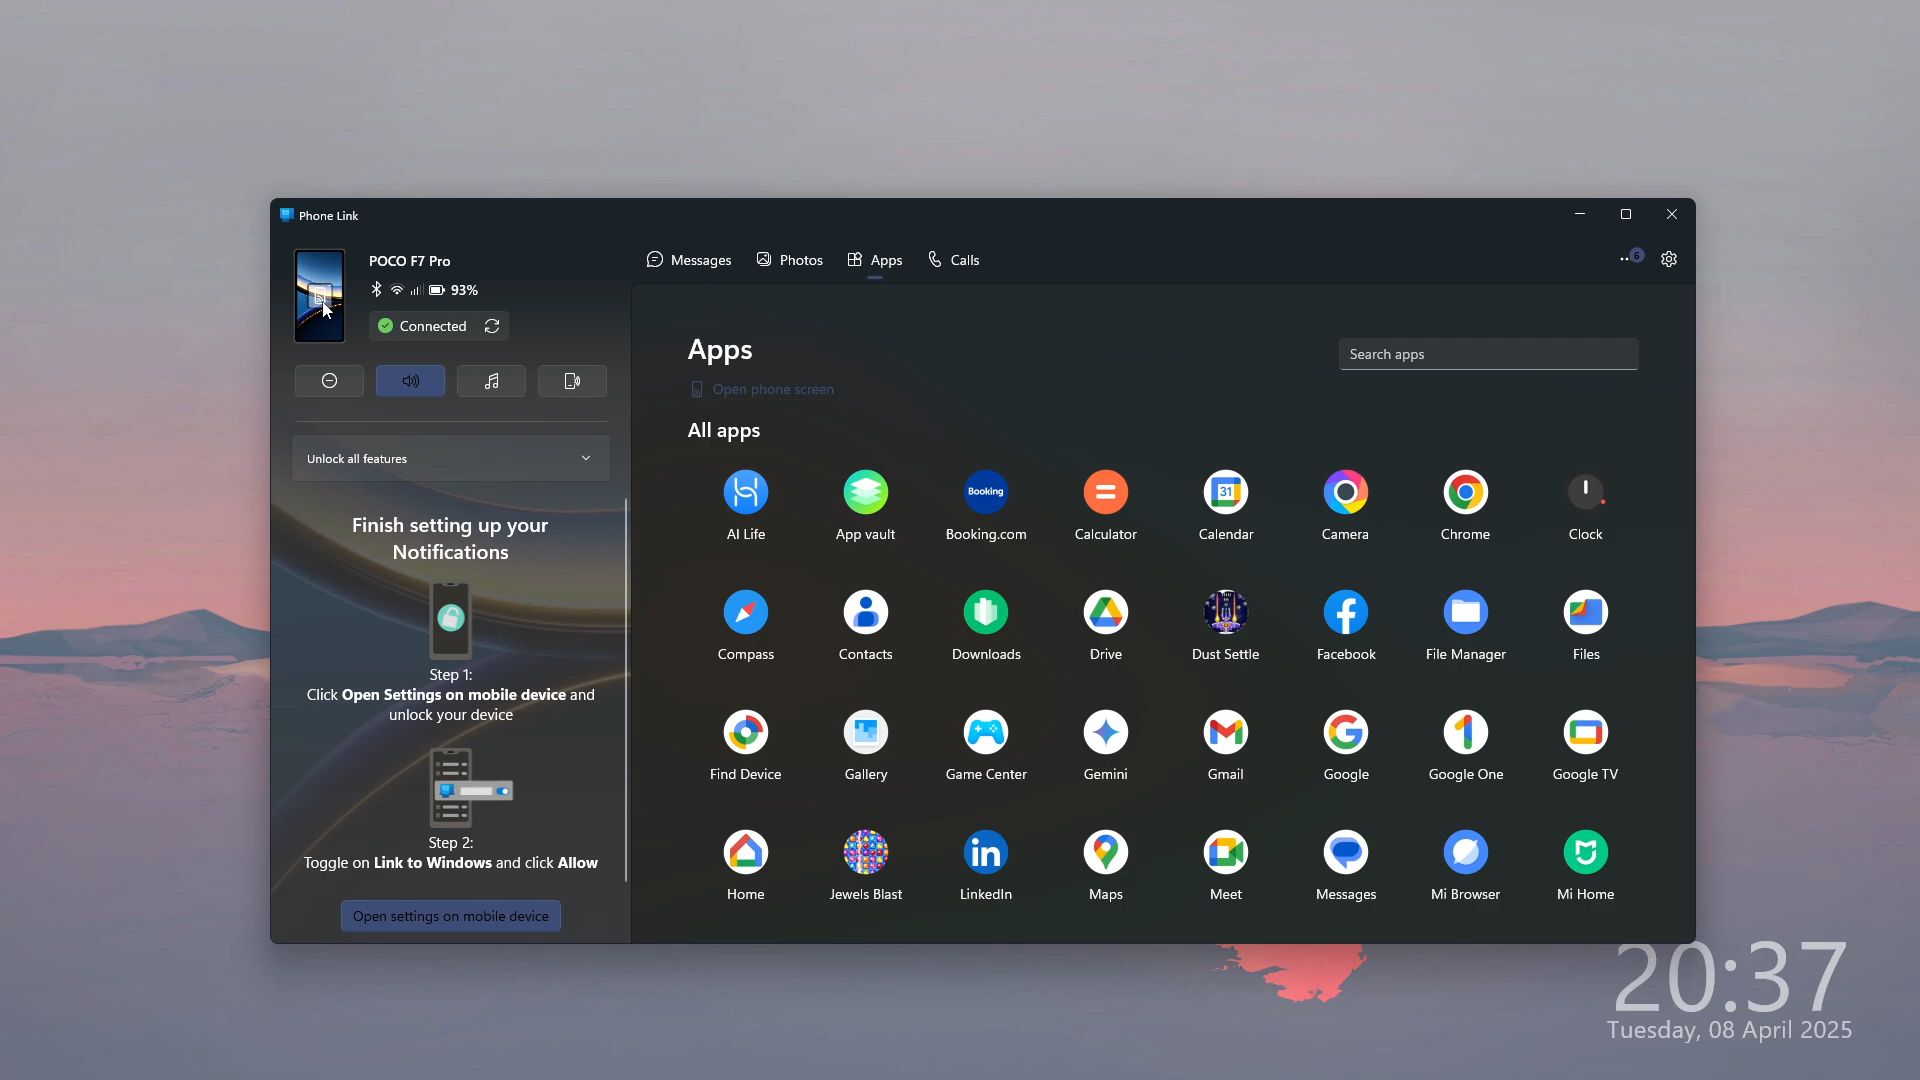 Phone Link
POCO F7 Pro
93%
Connected
Unlock all features
Finish setting up your
Notifications
Step 1:
Click Open Settings on mobile device and
unlock your device
Step 2:
Toggle on Link to Windows and click Allow
Open settings on mobile device
Messages Photos Apps Calls
6
Apps
Search apps
Open phone screen
All apps
Booking
31
AI Life App vault Booking.com Calculator Calendar Camera Chrome Clock
Compass Contacts Downloads Drive Dust Settle Facebook File Manager Files
Find Device Gallery Game Center Gemini Gmail Google Google One Google TV
in
Home Jewels Blast LinkedIn Maps Meet Messages Mi Browser Mi Home
20:37
Tuesday, 08 April 2025